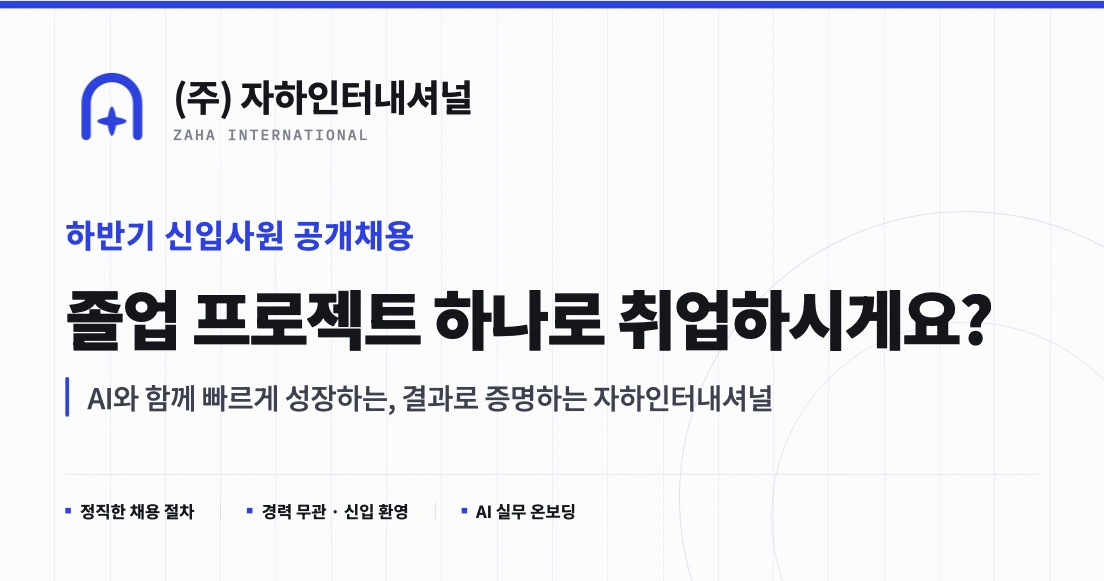 (주) 자하인터내셔널
ZAHA INTERNATIONAL
하반기 신입사원 공개채용
졸업 프로젝트 하나로 취업하시게요?
AI와 함께 빠르게 성장하는, 결과로 증명하는 자하인터내셔널
정직한 채용 절차
경력 무관 · 신입 환영
AI 실무 온보딩